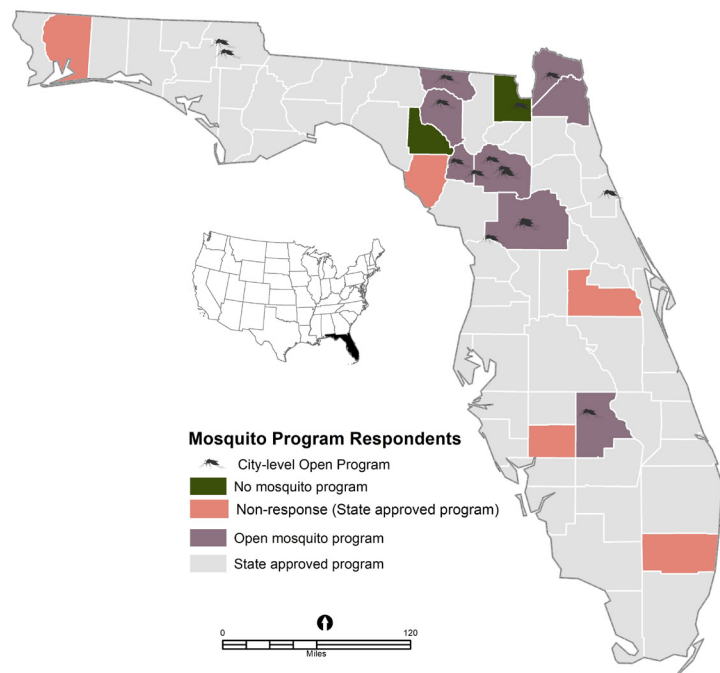 Mosquito Program Respondents
City-level Open Program
No mosquito program
Non-response (State approved program)
Open mosquito program
State approved program
0 120
Miles